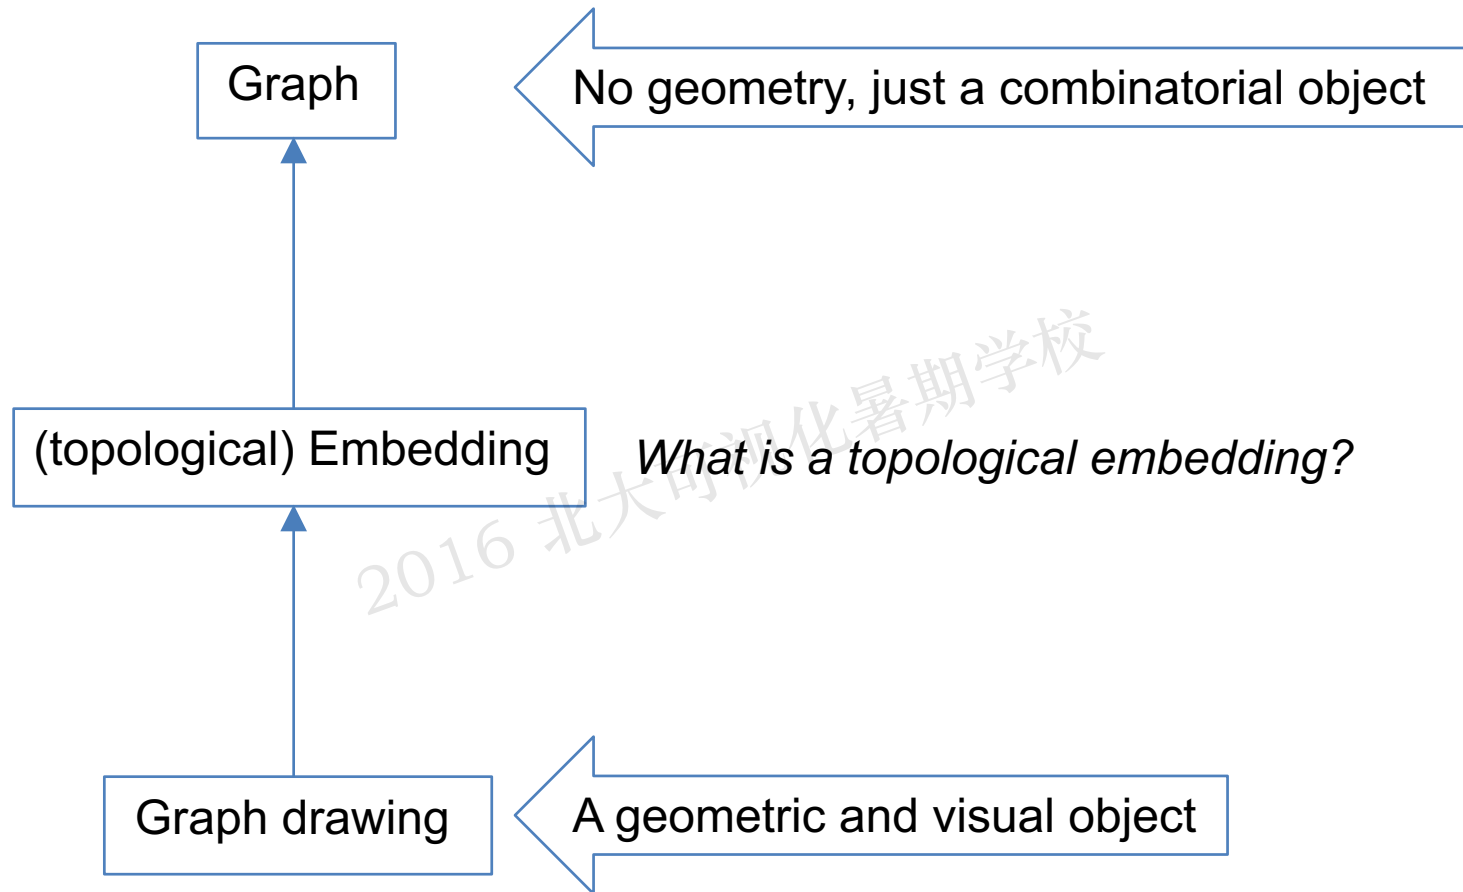 Graph
No geometry, just a combinatorial object
(topological) Embedding
What is a topological embedding?
2016 北大可视化暑期学校
Graph drawing
A geometric and visual object